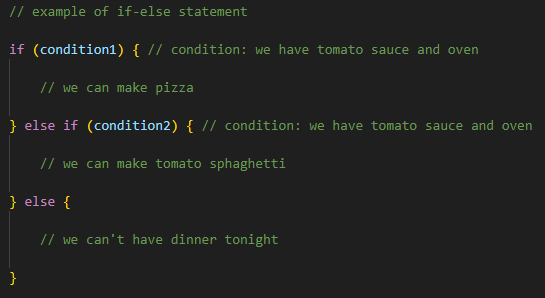 // example of if-else statement
if (condition1) { // condition: we have tomato sauce and oven
// we can make pizza
} else if (condition2) { // condition: we have tomato sauce and oven
// we can make tomato sphaghetti
} else {
// we can't have dinner tonight
}